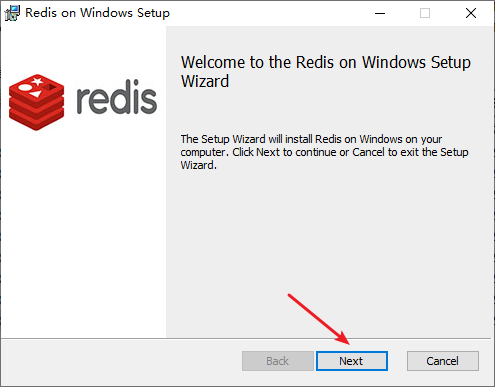 Redis on Windows Setup
redis
Welcome to the Redis on Windows Setup
Wizard
The Setup Wizard will install Redis on Windows on your
computer. Click Next to continue or Cancel to exit the Setup
Wizard.
Back
Next
Cancel